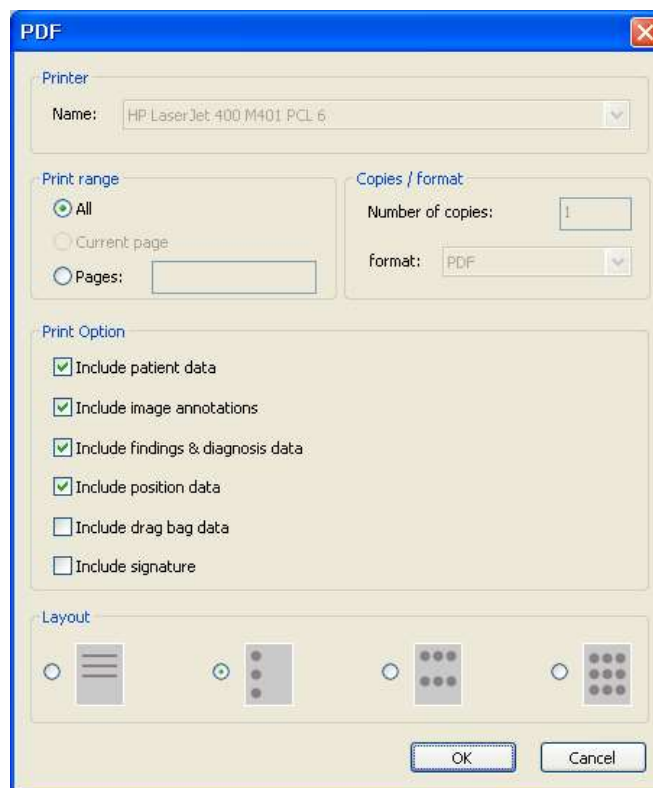 PDF
Printer
Name: HP LaserJet 400 M401 PCL 6
Print range
All
Current page
Pages:
Copies / format
Number of copies: 1
format: PDF
Print Option
Include patient data
Include image annotations
Include findings & diagnosis data
Include position data
Include drag bag data
Include signature
Layout
OK Cancel